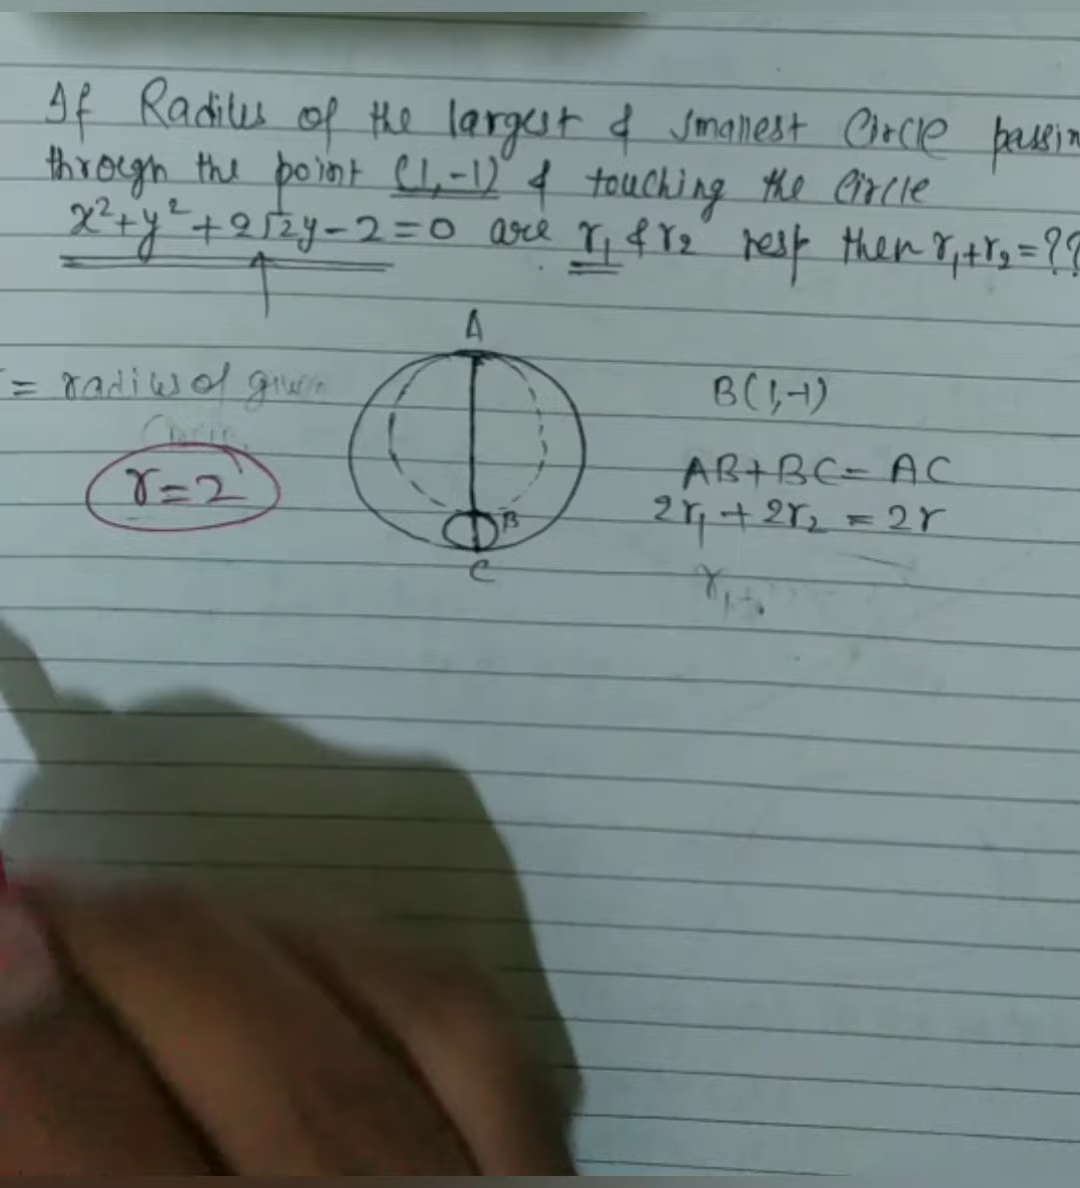 If Radius of the largest & smallest Circle passin
through the point (1,-1) & touching the Circle
x²+y²+2√2y-2=0 are r₁ & r₂ resp then r₁+r₂=??
A
= radius of given
B(1,-1)
r=2
AB+BC=AC
B
2r₁+2r₂=2r
C